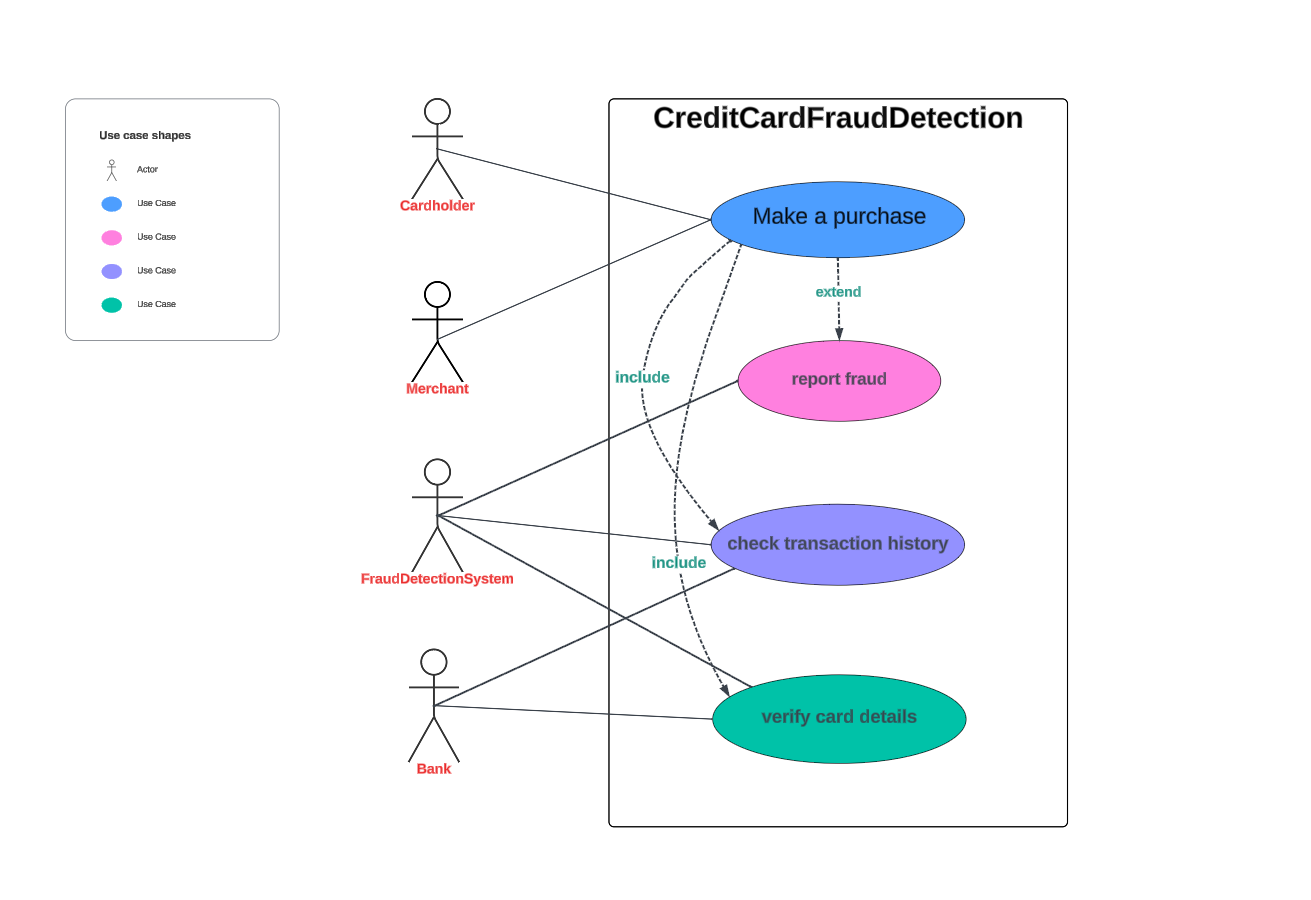 Use case shapes
Actor
Use Case
Use Case
Use Case
Use Case
Cardholder
Merchant
FraudDetectionSystem
Bank
CreditCardFraudDetection
Make a purchase
extend
report fraud
include
check transaction history
include
verify card details